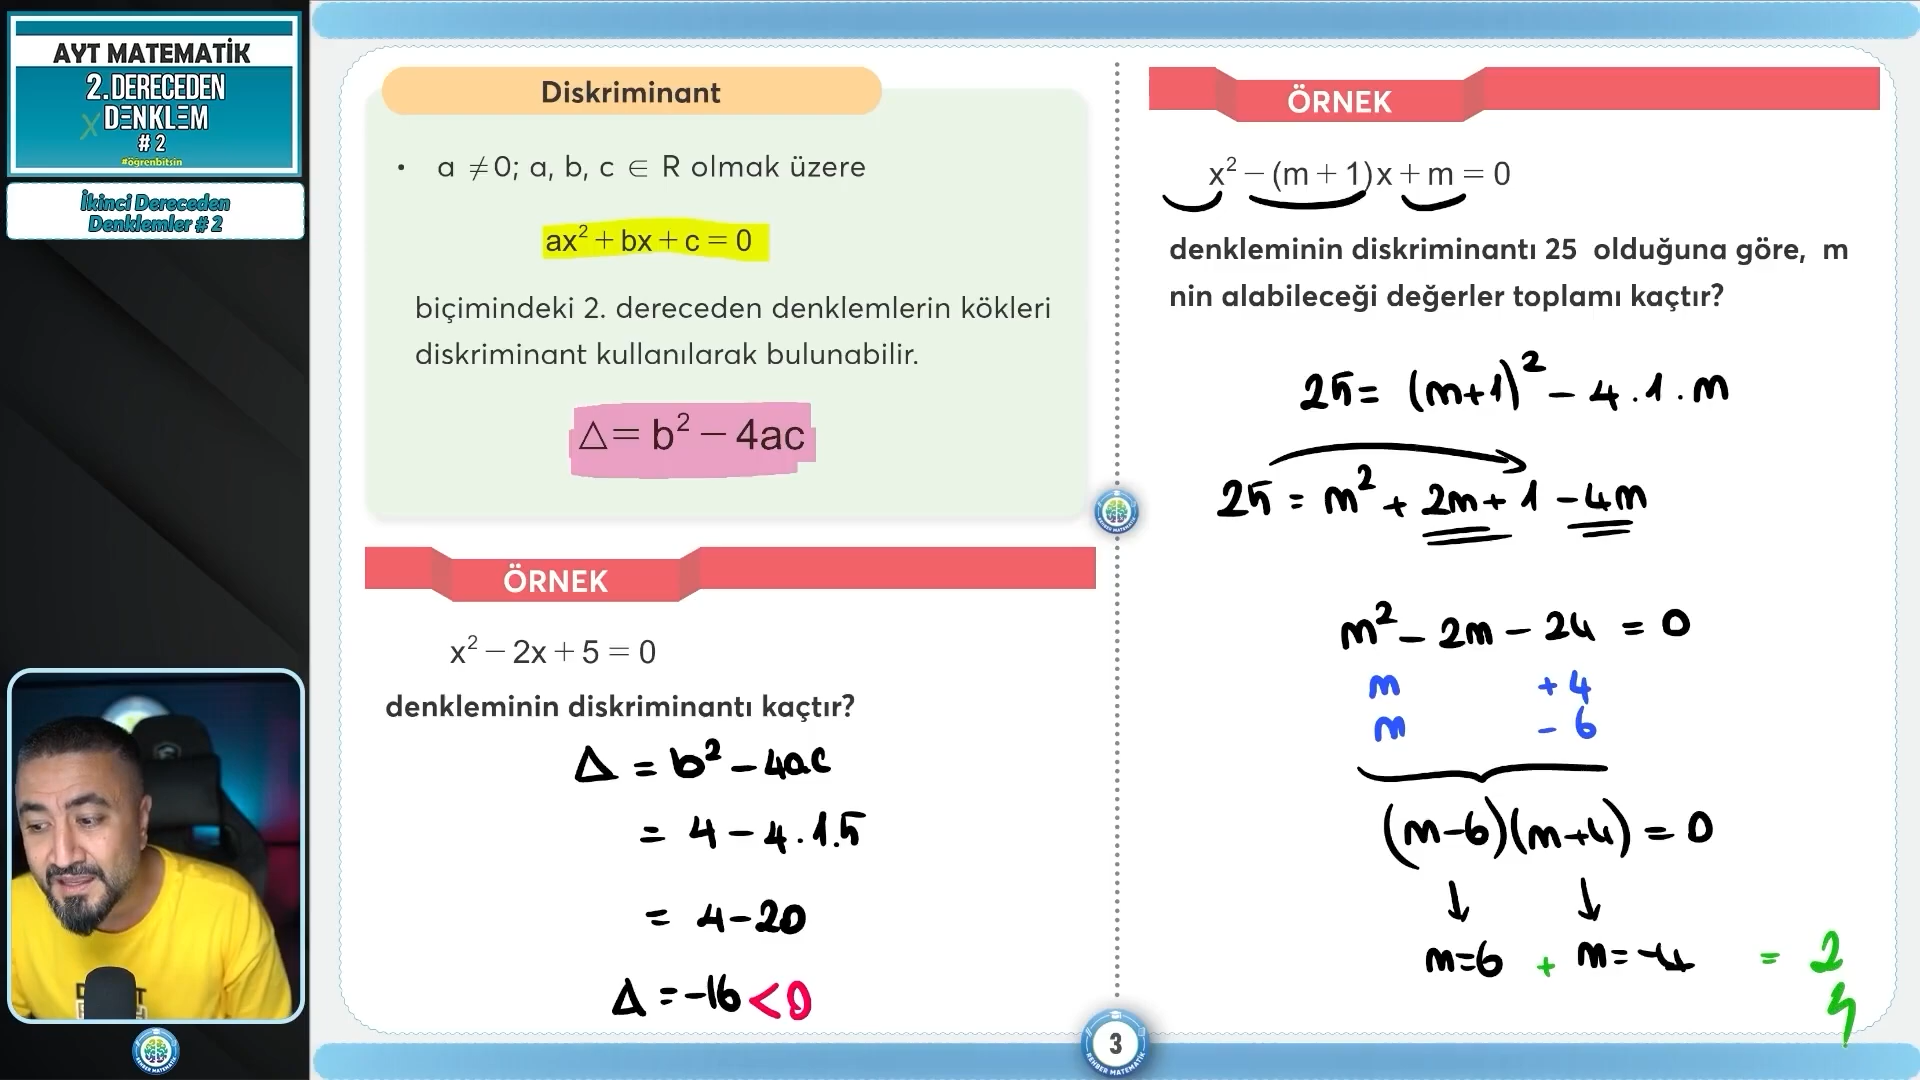 AYT MATEMATİK
2.DERECEDEN
X DENKLEM
# 2
#öğrenbitsin
İkinci Dereceden
Denklemler # 2
Diskriminant
• a ≠ 0; a, b, c ∈ R olmak üzere
ax² + bx + c = 0
biçimindeki 2. dereceden denklemlerin kökleri
diskriminant kullanılarak bulunabilir.
△= b² − 4ac
ÖRNEK
x² − 2x + 5 = 0
denkleminin diskriminantı kaçtır?
Δ = b² − 4ac
= 4 − 4.1.5
= 4 − 20
Δ = −16 < 0
ÖRNEK
x² − (m + 1)x + m = 0
denkleminin diskriminantı 25 olduğuna göre, m
nin alabileceği değerler toplamı kaçtır?
25 = (m+1)² − 4.1.m
25 = m² + 2m + 1 − 4m
m² − 2m − 24 = 0
m +4
m −6
(m−6)(m+4) = 0
↓ ↓
m=6 + m=−4 = 2
REHBER MATEMATİK
3
REHBER MATEMATİK